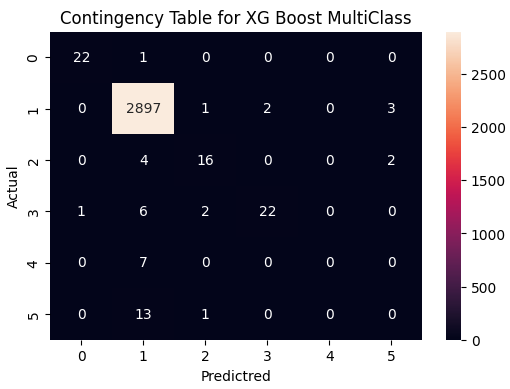 Contingency Table for XG Boost MultiClass
0 22 1 0 0 0 0
1 0 2897 1 2 0 3
2 0 4 16 0 0 2
3 1 6 2 22 0 0
4 0 7 0 0 0 0
5 0 13 1 0 0 0
0 1 2 3 4 5
Predictred
Actual
2500
2000
1500
1000
500
0